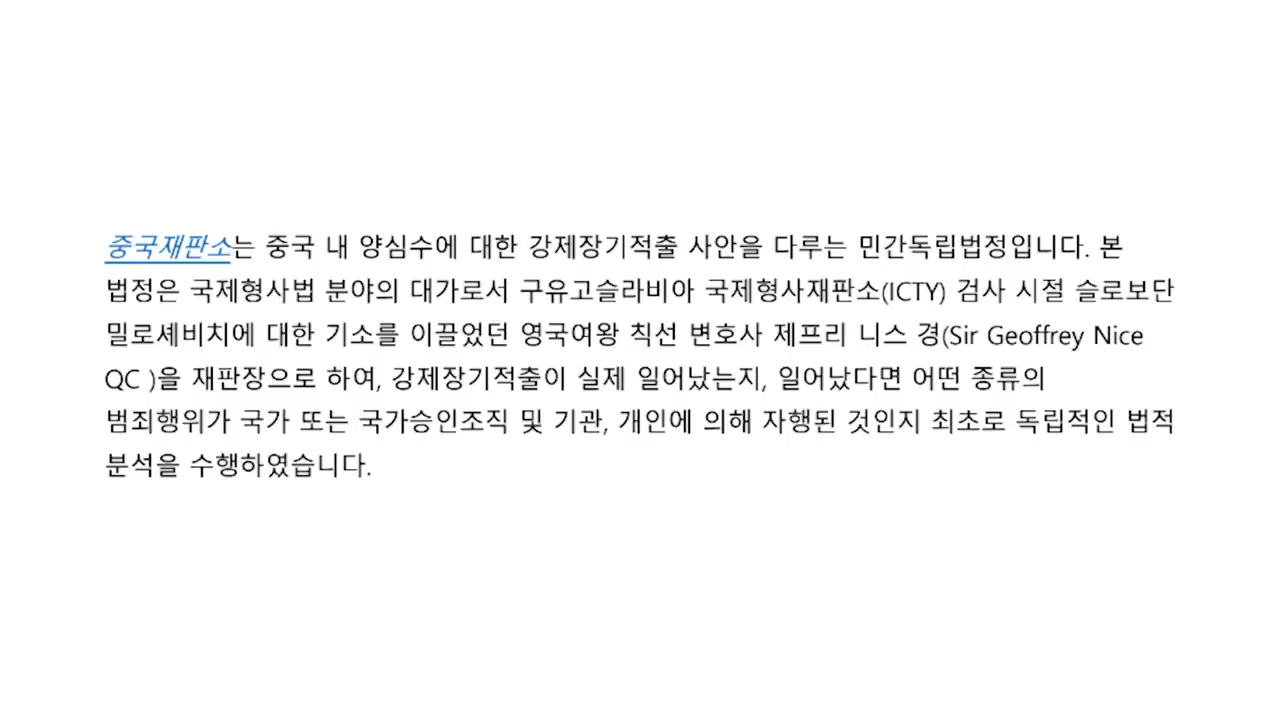 중국재판소는 중국 내 양심수에 대한 강제장기적출 사안을 다루는 민간독립법정입니다. 본
법정은 국제형사법 분야의 대가로서 구유고슬라비아 국제형사재판소(ICTY) 검사 시절 슬로보단
밀로셰비치에 대한 기소를 이끌었던 영국여왕 칙선 변호사 제프리 니스 경(Sir Geoffrey Nice
QC )을 재판장으로 하여, 강제장기적출이 실제 일어났는지, 일어났다면 어떤 종류의
범죄행위가 국가 또는 국가승인조직 및 기관, 개인에 의해 자행된 것인지 최초로 독립적인 법적
분석을 수행하였습니다.